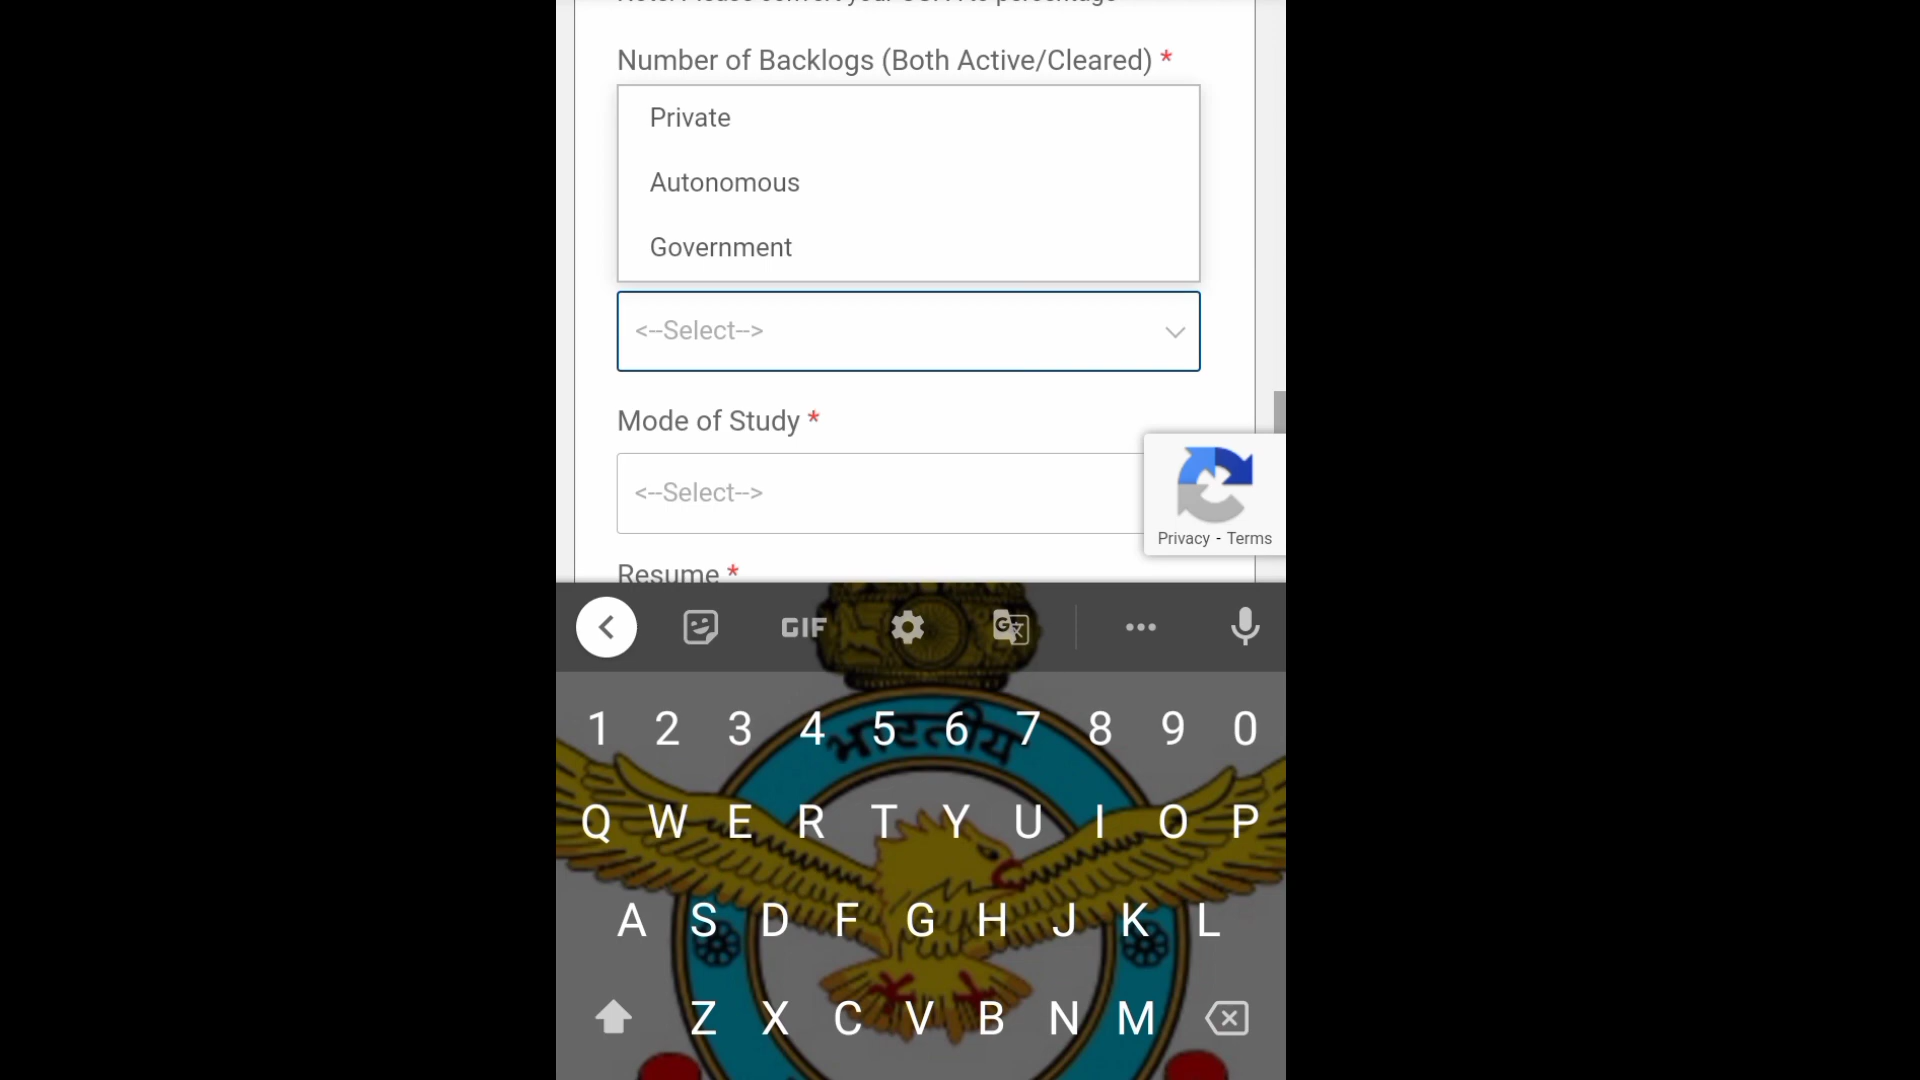 Number of Backlogs (Both Active/Cleared) *
Private
Autonomous
Government
<--Select-->
Mode of Study *
<--Select-->
Privacy - Terms
Resume *
GIF
1 2 3 4 5 6 7 8 9 0
भारतीय
Q W E R T Y U I O P
A S D F G H J K L
Z X C V B N M